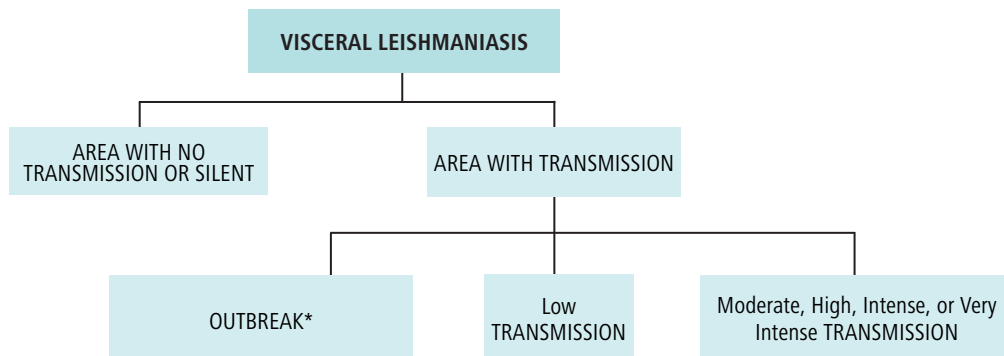 VISCERAL LEISHMANIASIS
AREA WITH NO
TRANSMISSION OR SILENT
AREA WITH TRANSMISSION
OUTBREAK*
Low
TRANSMISSION
Moderate, High, Intense, or Very
Intense TRANSMISSION